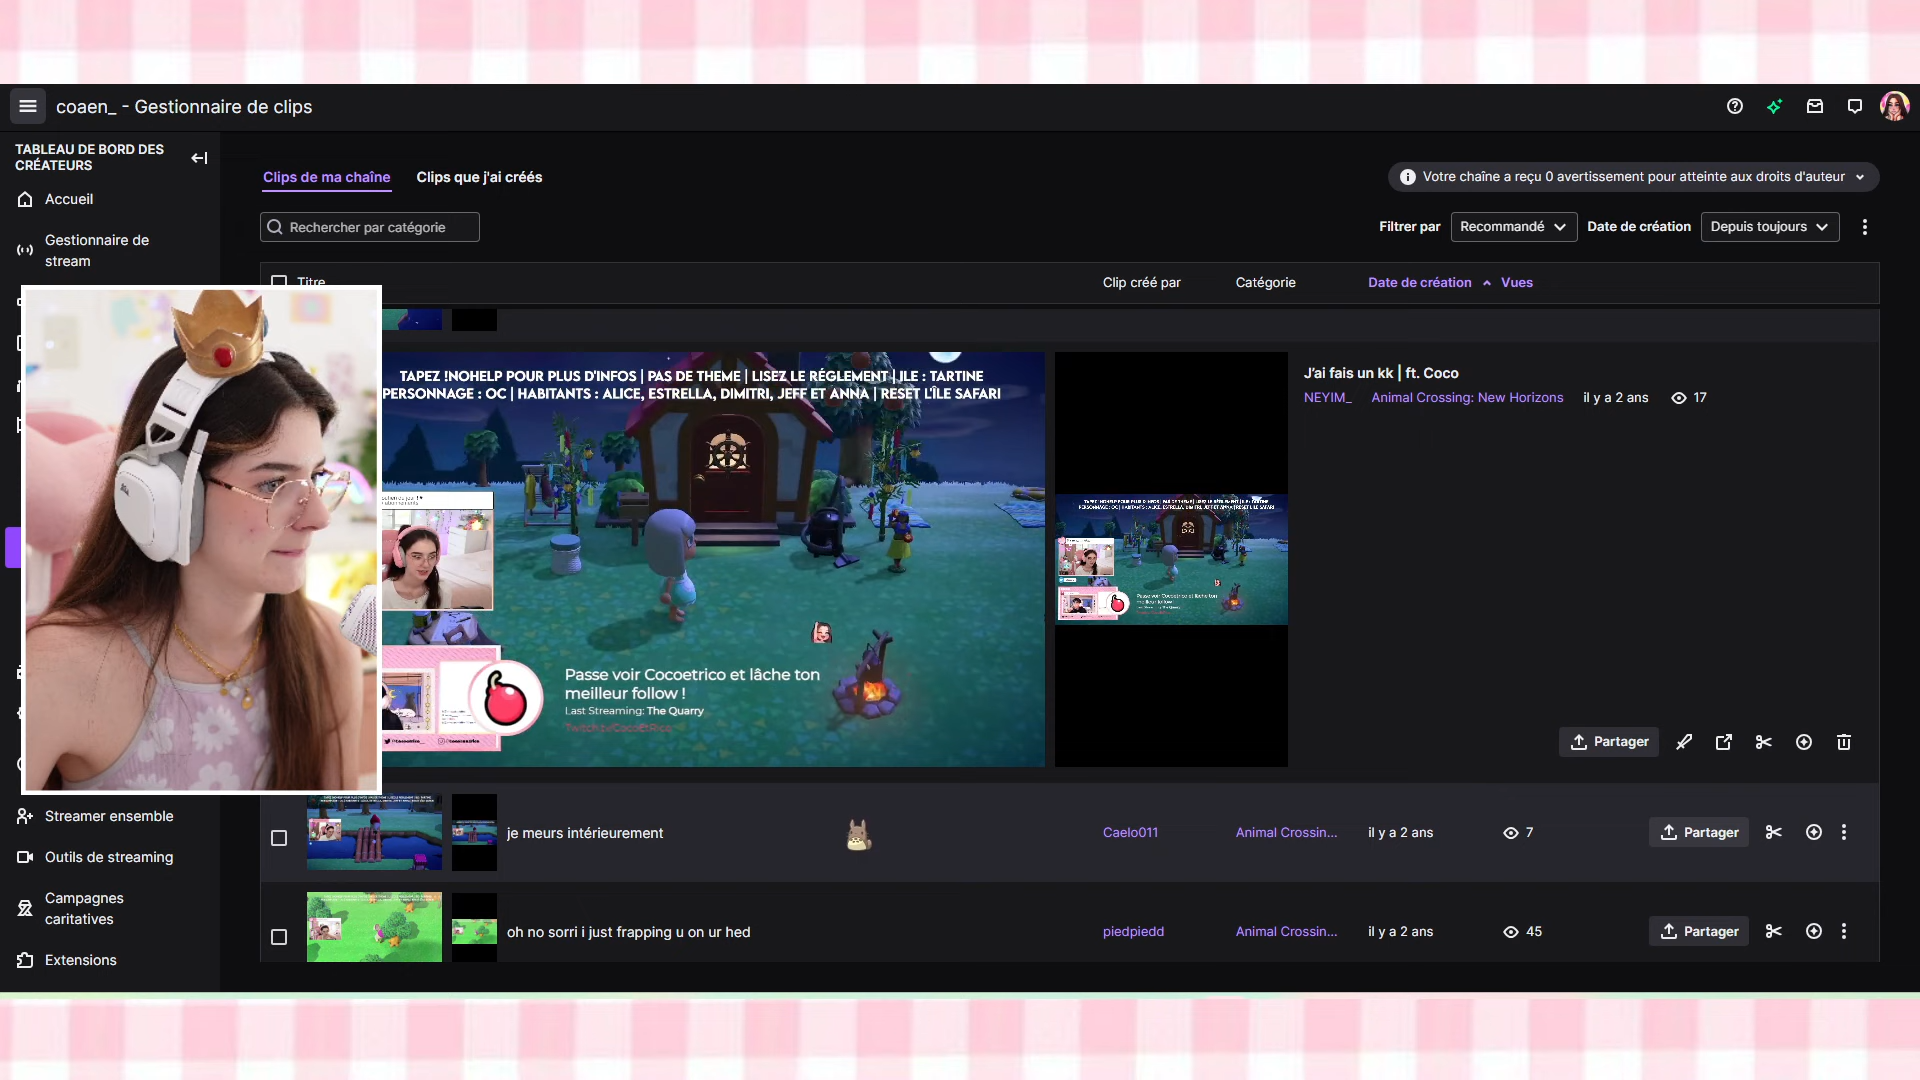 coaen_ - Gestionnaire de clips
TABLEAU DE BORD DES
CRÉATEURS
Accueil
Gestionnaire de
stream
Streamer ensemble
Outils de streaming
Campagnes
caritatives
Extensions
Clips de ma chaîne
Clips que j'ai créés
Votre chaîne a reçu 0 avertissement pour atteinte aux droits d'auteur
Rechercher par catégorie
Filtrer par
Recommandé
Date de création
Depuis toujours
Titre
Clip créé par
Catégorie
Date de création
Vues
TAPEZ !NOHELP POUR PLUS D'INFOS | PAS DE THEME | LISEZ LE RÉGLEMENT | ILE : TARTINE
PERSONNAGE : OC | HABITANTS : ALICE, ESTRELLA, DIMITRI, JEFF ET ANNA | RESET L'ÎLE SAFARI
Passe voir Cocoetrico et lâche ton
meilleur follow !
Last Streaming: The Quarry
J'ai fais un kk | ft. Coco
NEYIM_
Animal Crossing: New Horizons
il y a 2 ans
17
Partager
je meurs intérieurement
Caelo011
Animal Crossin...
il y a 2 ans
7
Partager
oh no sorri i just frapping u on ur hed
piedpiedd
Animal Crossin...
il y a 2 ans
45
Partager